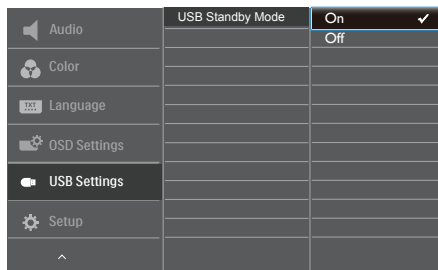 Audio
Color
TXT Language
OSD Settings
USB Settings
Setup
USB Standby Mode
On
Off